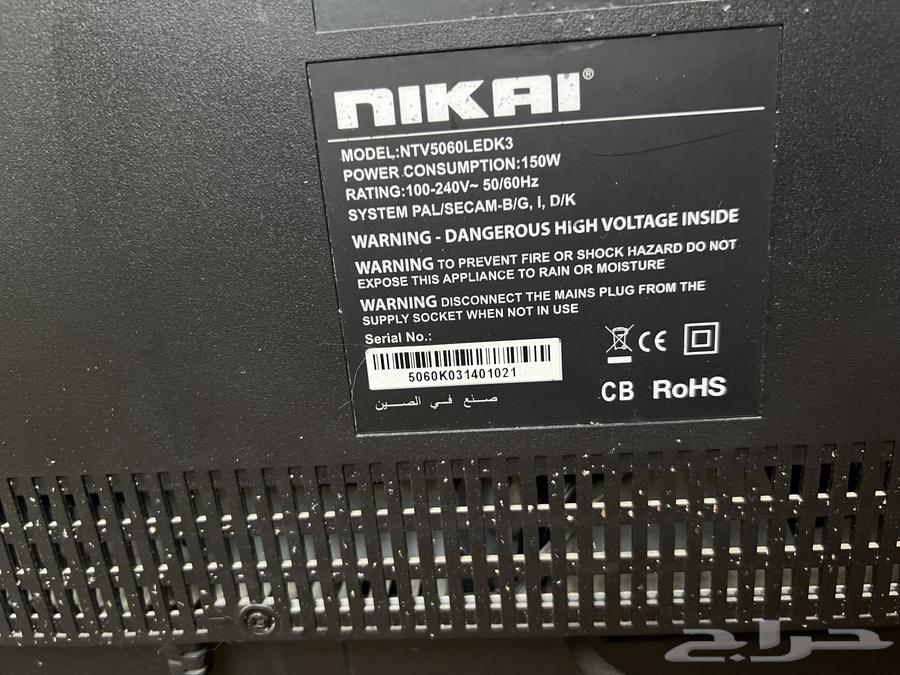 NIKAI®
MODEL:NTV5060LEDK3
POWER CONSUMPTION:150W
RATING:100-240V~ 50/60Hz
SYSTEM PAL/SECAM-B/G, I, D/K
WARNING - DANGEROUS HIGH VOLTAGE INSIDE
WARNING TO PREVENT FIRE OR SHOCK HAZARD DO NOT
EXPOSE THIS APPLIANCE TO RAIN OR MOISTURE
WARNING DISCONNECT THE MAINS PLUG FROM THE
SUPPLY SOCKET WHEN NOT IN USE
Serial No.:
5060K031401021
صنع في الصين
CE
CB RoHS
حراج